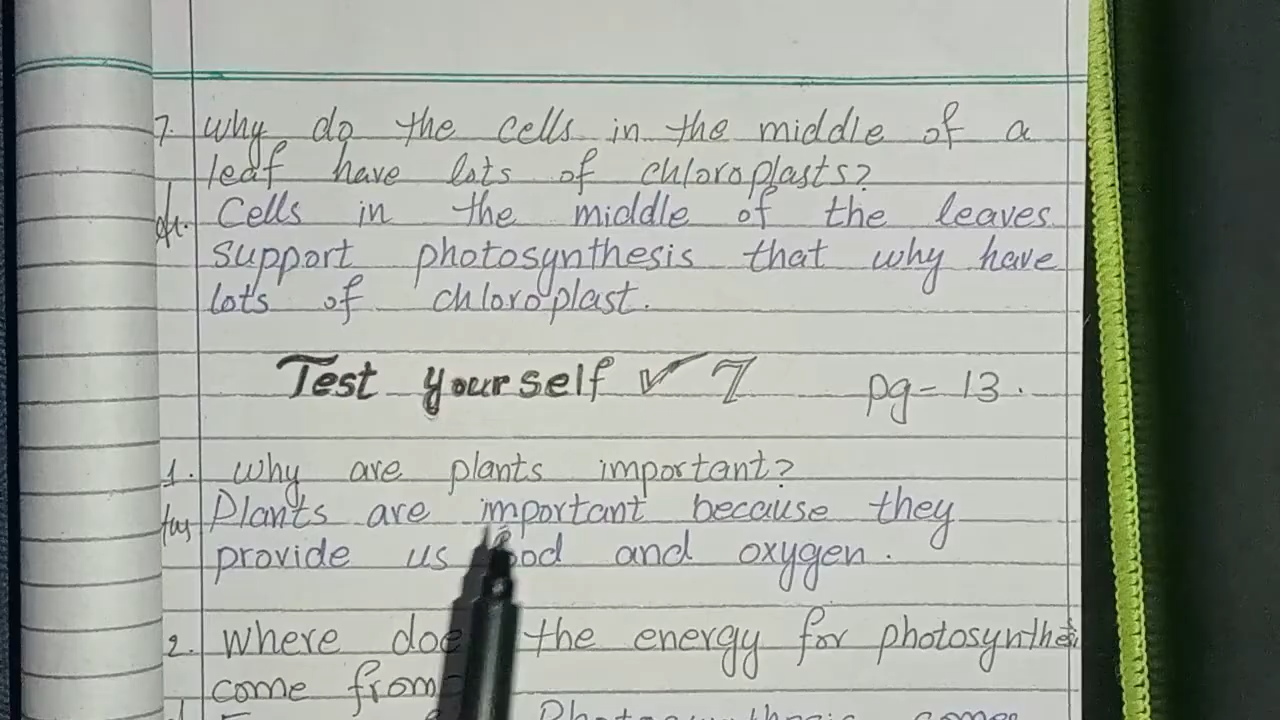 7. Why do the cells in the middle of a
leaf have lots of chloroplasts?
Cells in the middle of the leaves
support photosynthesis that why have
lots of chloroplast.
Test yourself ✓ 7 pg = 13.
1. Why are plants important?
Plants are important because they
provide us food and oxygen.
2. Where the energy for
come from